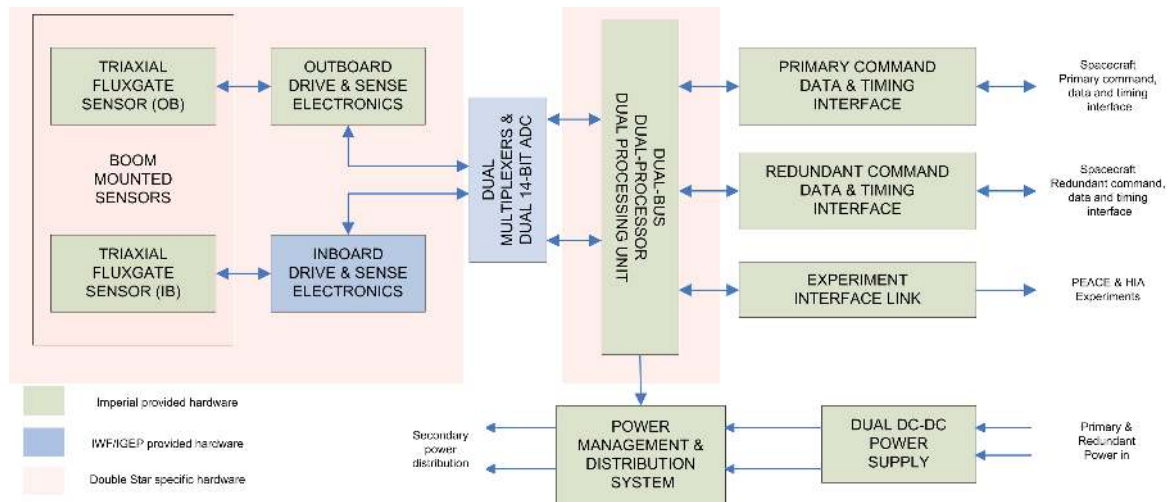 TRIAXIAL
FLUXGATE
SENSOR (OB)
OUTBOARD
DRIVE & SENSE
ELECTRONICS
BOOM
MOUNTED
SENSORS
TRIAXIAL
FLUXGATE
SENSOR (IB)
INBOARD
DRIVE & SENSE
ELECTRONICS
DUAL
MULTIPLEXERS &
DUAL 14-BIT ADC
DUAL-BUS
DUAL-PROCESSOR
DUAL PROCESSING UNIT
PRIMARY COMMAND
DATA & TIMING
INTERFACE
Spacecraft
Primary command,
data and timing
interface
REDUNDANT COMMAND
DATA & TIMING
INTERFACE
Spacecraft
Redundant command,
data and timing
interface
EXPERIMENT
INTERFACE LINK
PEACE & HIA
Experiments
Imperial provided hardware
IWF/IGEP provided hardware
Double Star specific hardware
Secondary
power
distribution
POWER
MANAGEMENT &
DISTRIBUTION
SYSTEM
DUAL DC-DC
POWER
SUPPLY
Primary &
Redundant
Power in